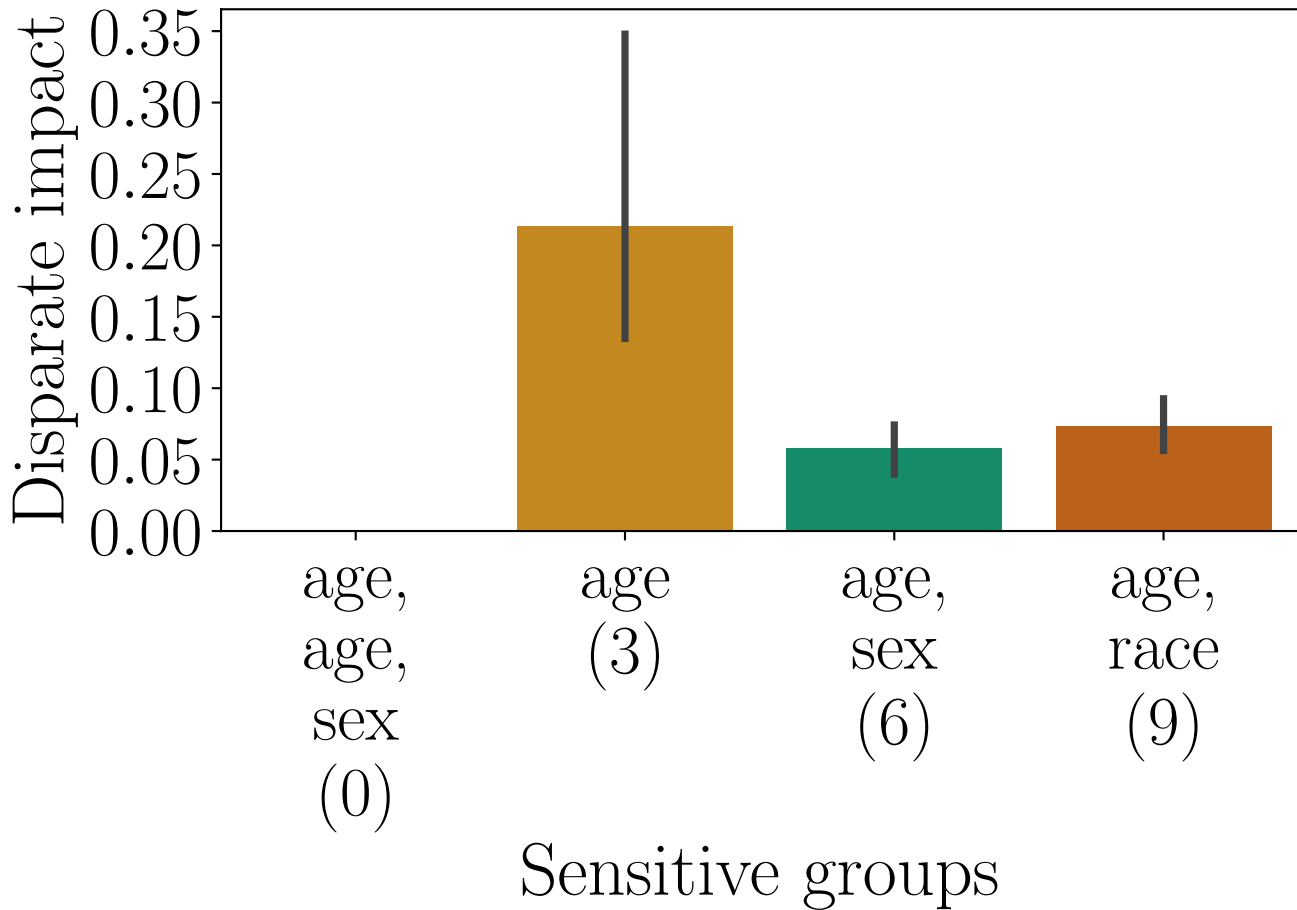 Disparate impact
0.35
0.30
0.25
0.20
0.15
0.10
0.05
0.00
age,
age,
sex
(0)
age
(3)
age,
sex
(6)
age,
race
(9)
Sensitive groups